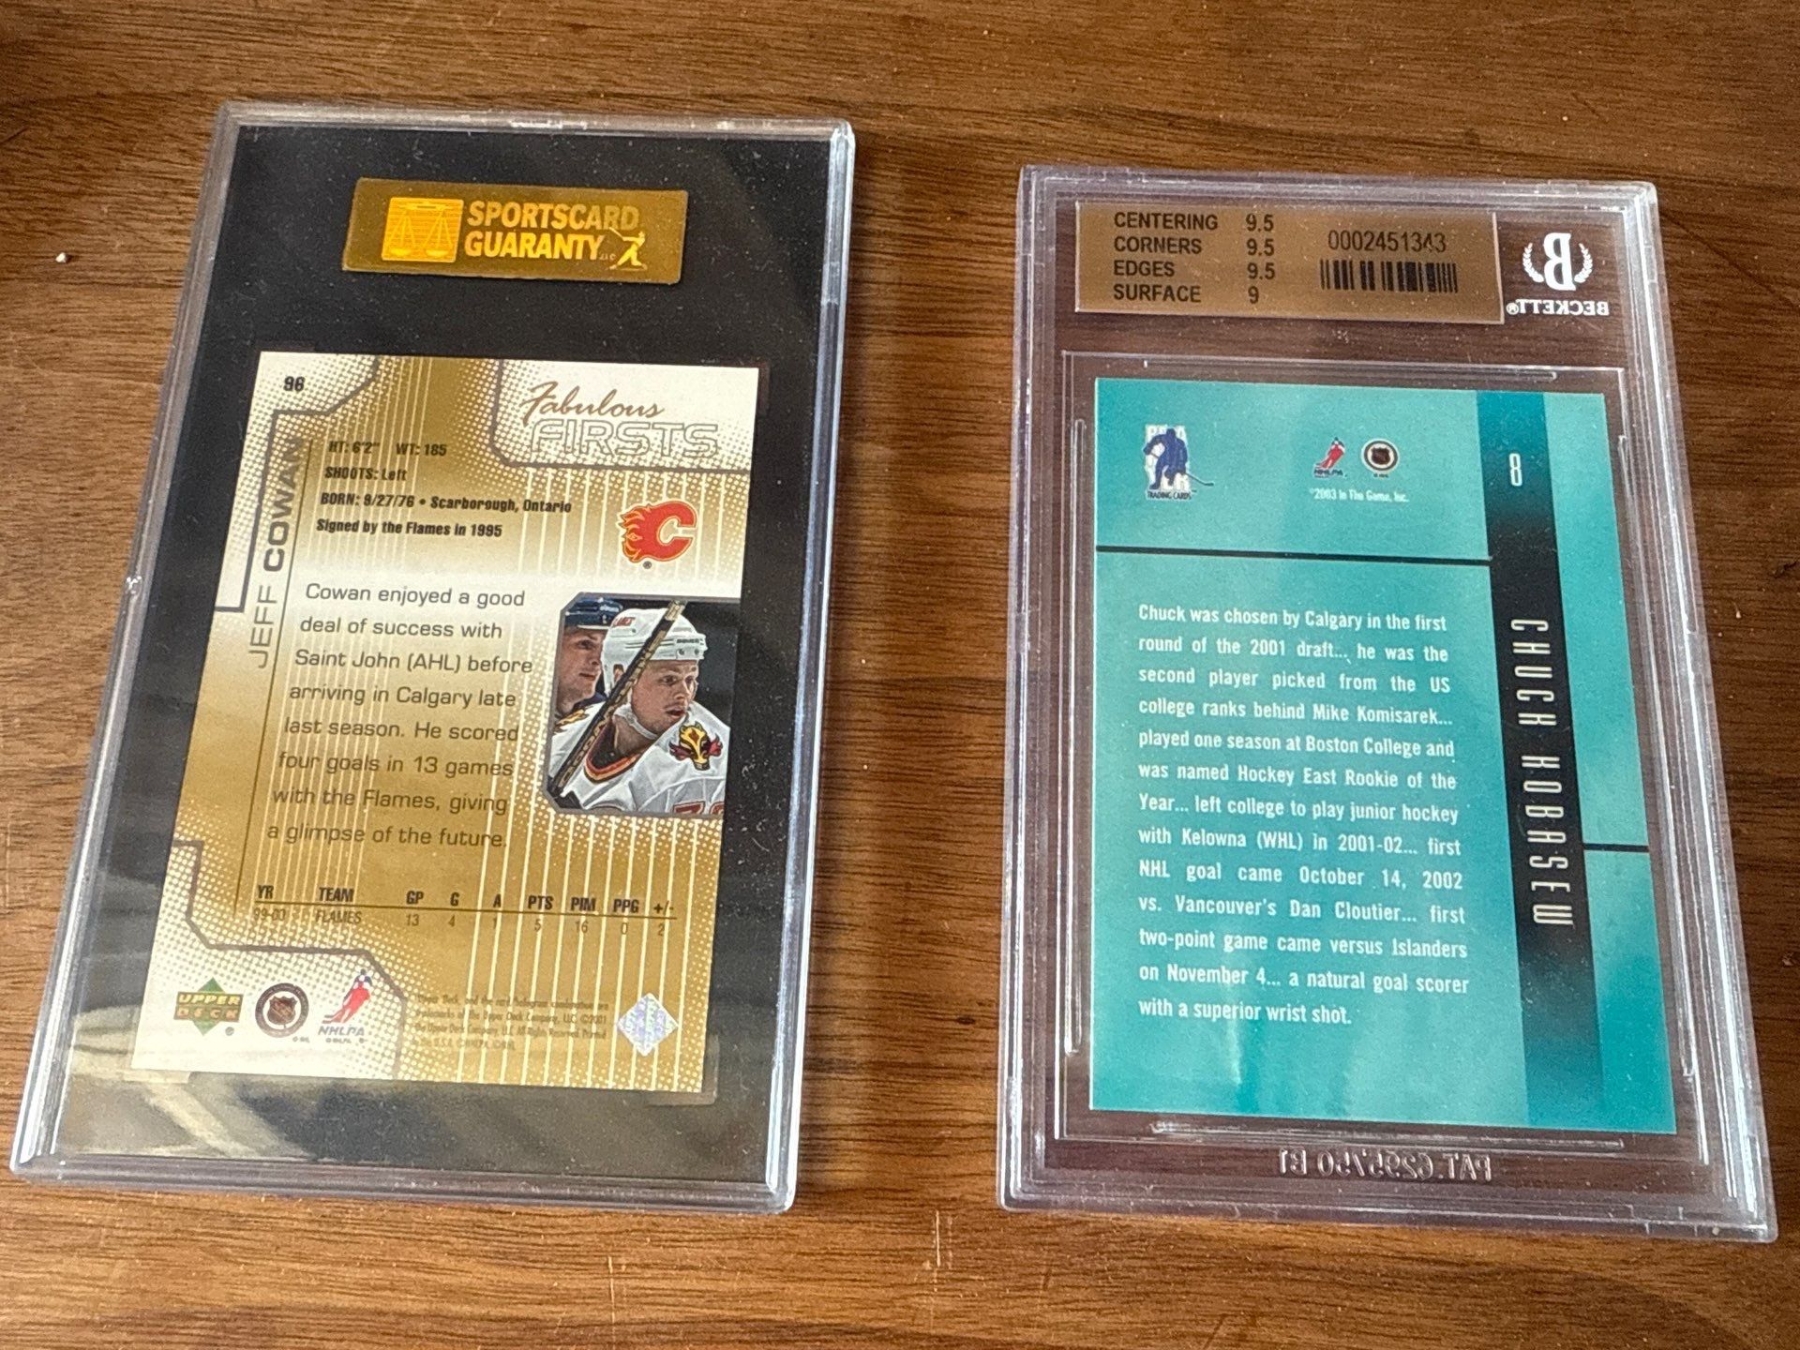 SPORTSCARD
GUARANTY
96
Fabulous
FIRSTS
JEFF COWAN
HT: 6'2" WT: 185
SHOOTS: Left
BORN: 9/27/76 • Scarborough, Ontario
Signed by the Flames in 1995
Cowan enjoyed a good
deal of success with
Saint John (AHL) before
arriving in Calgary late
last season. He scored
four goals in 13 games
with the Flames, giving
a glimpse of the future.
YR TEAM GP G A PTS PIM PPG +/-
99-00 FLAMES 13 4 1 5 16 0 2
UPPER
DECK
NHLPA
CENTERING 9.5
CORNERS 9.5
EDGES 9.5
SURFACE 9
0002451343
B
BECKETT®
TRADING CARDS™
NHLPA
©2003 In The Game, Inc.
8
CHUCK KOBASEW
Chuck was chosen by Calgary in the first
round of the 2001 draft... he was the
second player picked from the US
college ranks behind Mike Komisarek...
played one season at Boston College and
was named Hockey East Rookie of the
Year... left college to play junior hockey
with Kelowna (WHL) in 2001-02... first
NHL goal came October 14, 2002
vs. Vancouver's Dan Cloutier... first
two-point game came versus Islanders
on November 4... a natural goal scorer
with a superior wrist shot.